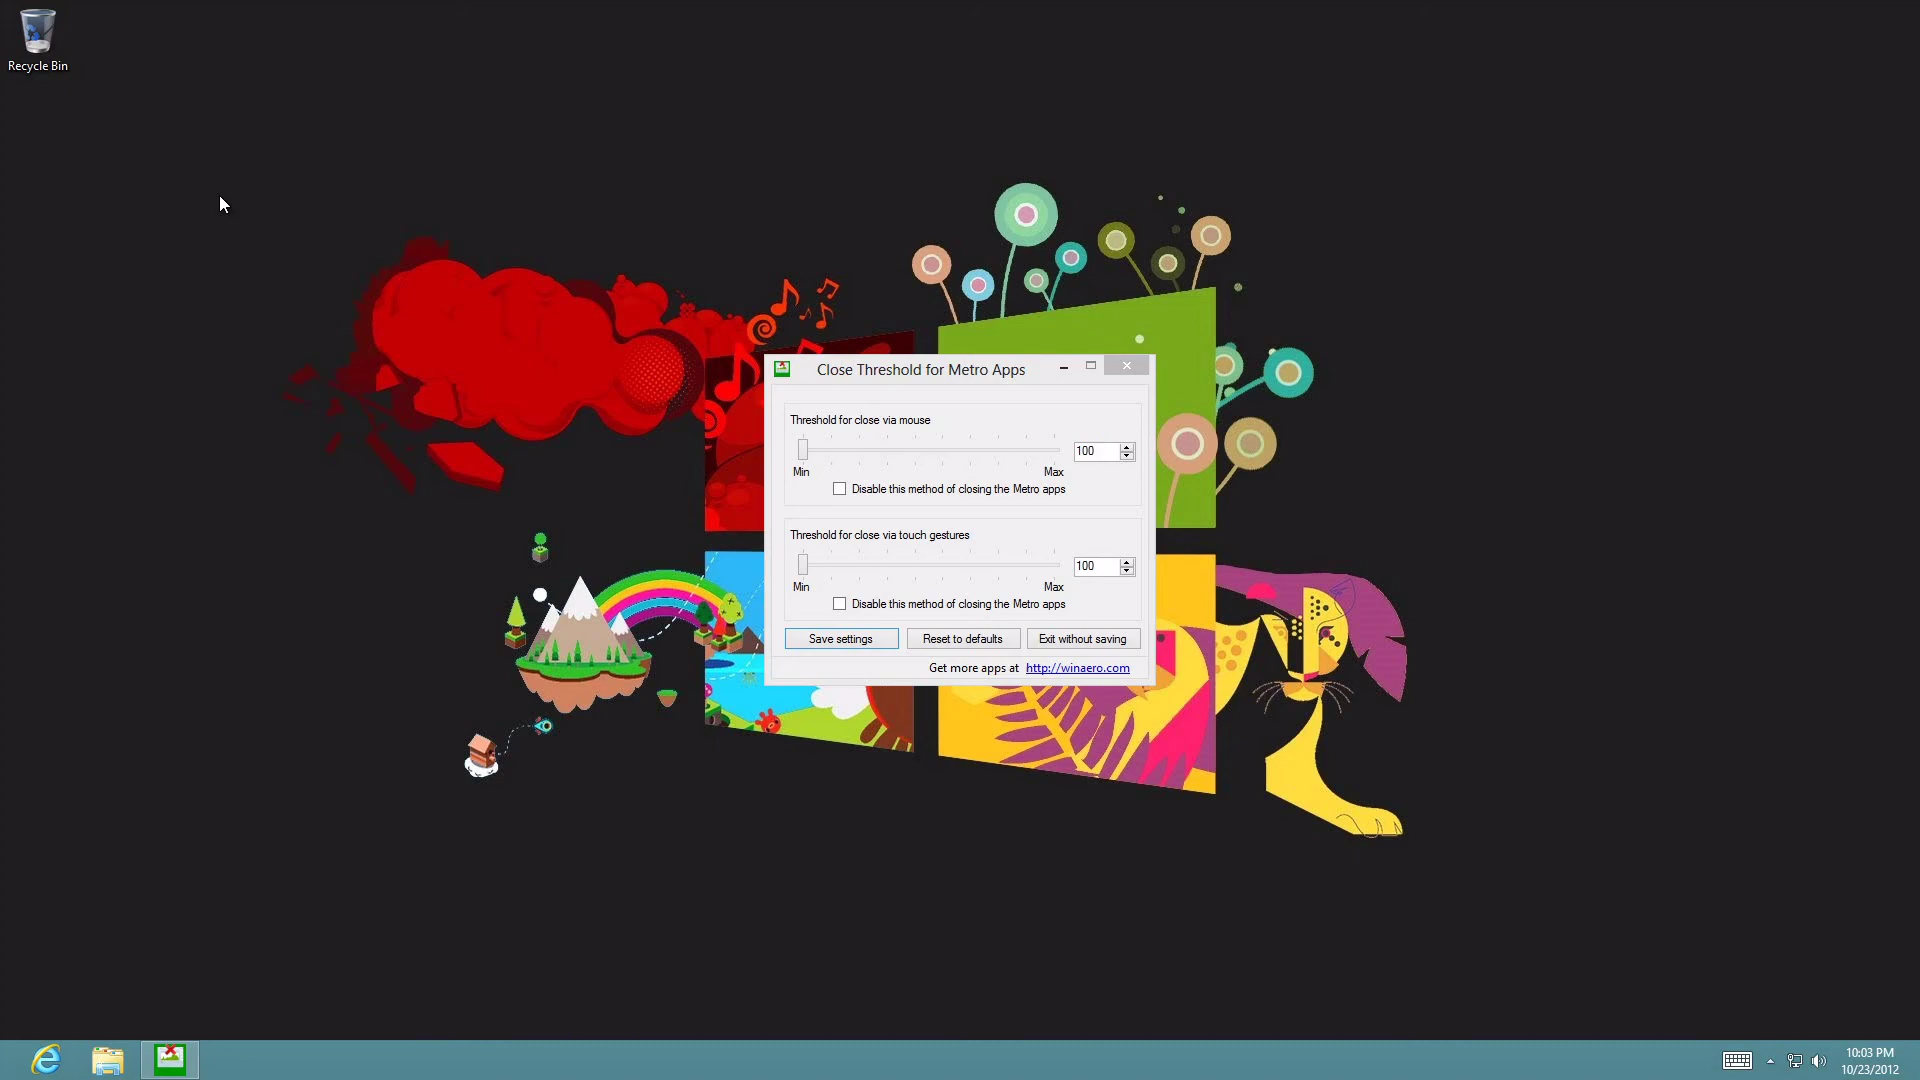 Recycle Bin
Close Threshold for Metro Apps
Threshold for close via mouse
100
Min Max
Disable this method of closing the Metro apps
Threshold for close via touch gestures
100
Min Max
Disable this method of closing the Metro apps
Save settings Reset to defaults Exit without saving
Get more apps at http://winaero.com
10:03 PM
10/23/2012